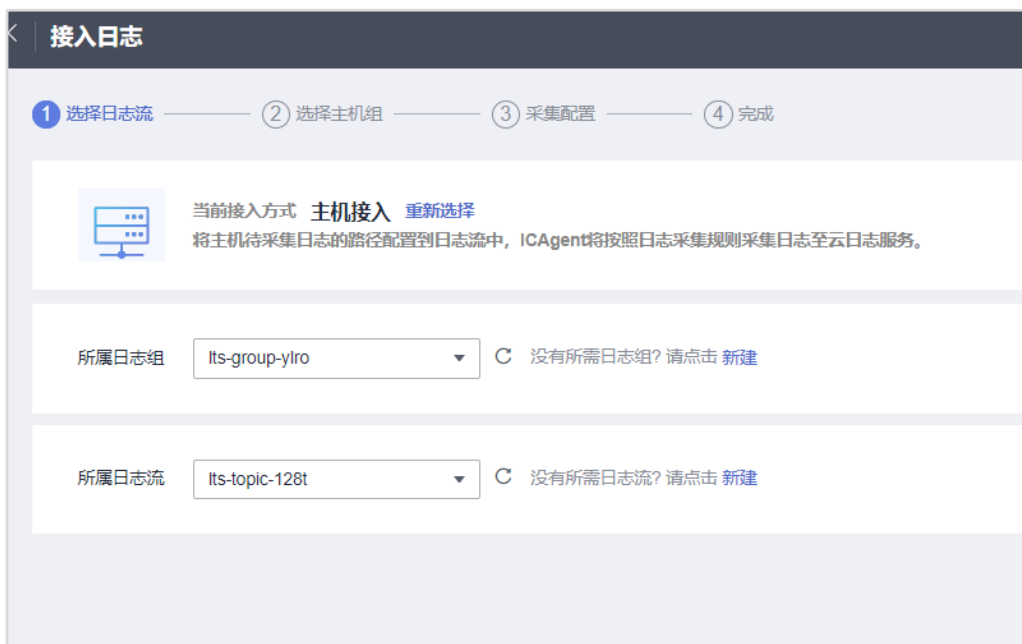 接入日志
1 选择日志流 2 选择主机组 3 采集配置 4 完成
当前接入方式 主机接入 重新选择
将主机待采集日志的路径配置到日志流中，ICAgent将按照日志采集规则采集日志至云日志服务。
所属日志组 lts-group-ylro 没有所需日志组? 请点击 新建
所属日志流 lts-topic-128t 没有所需日志流? 请点击 新建